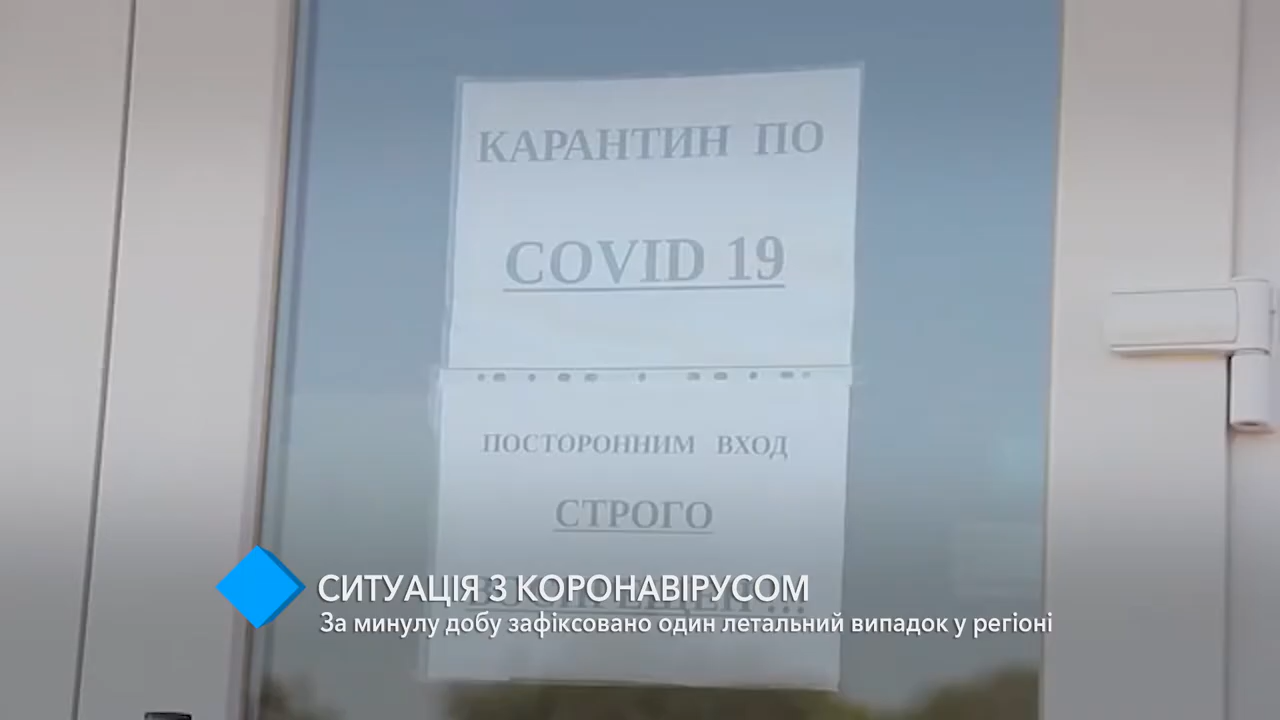 КАРАНТИН ПО
COVID 19
ПОСТОРОННИМ ВХОД
СТРОГО
СИТУАЦІЯ З КОРОНАВІРУСОМ
За минулу добу зафіксовано один летальний випадок у регіоні